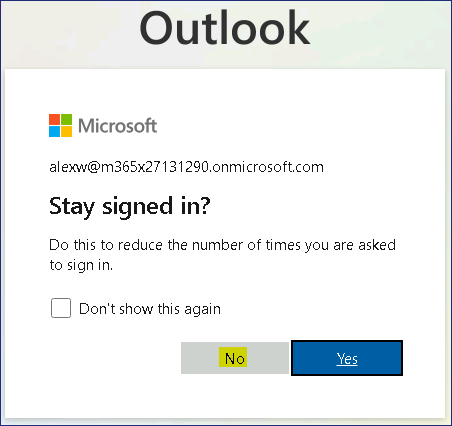 Outlook
Microsoft
alexw@m365x27131290.onmicrosoft.com
Stay signed in?
Do this to reduce the number of times you are asked
to sign in.
Don't show this again
No Yes